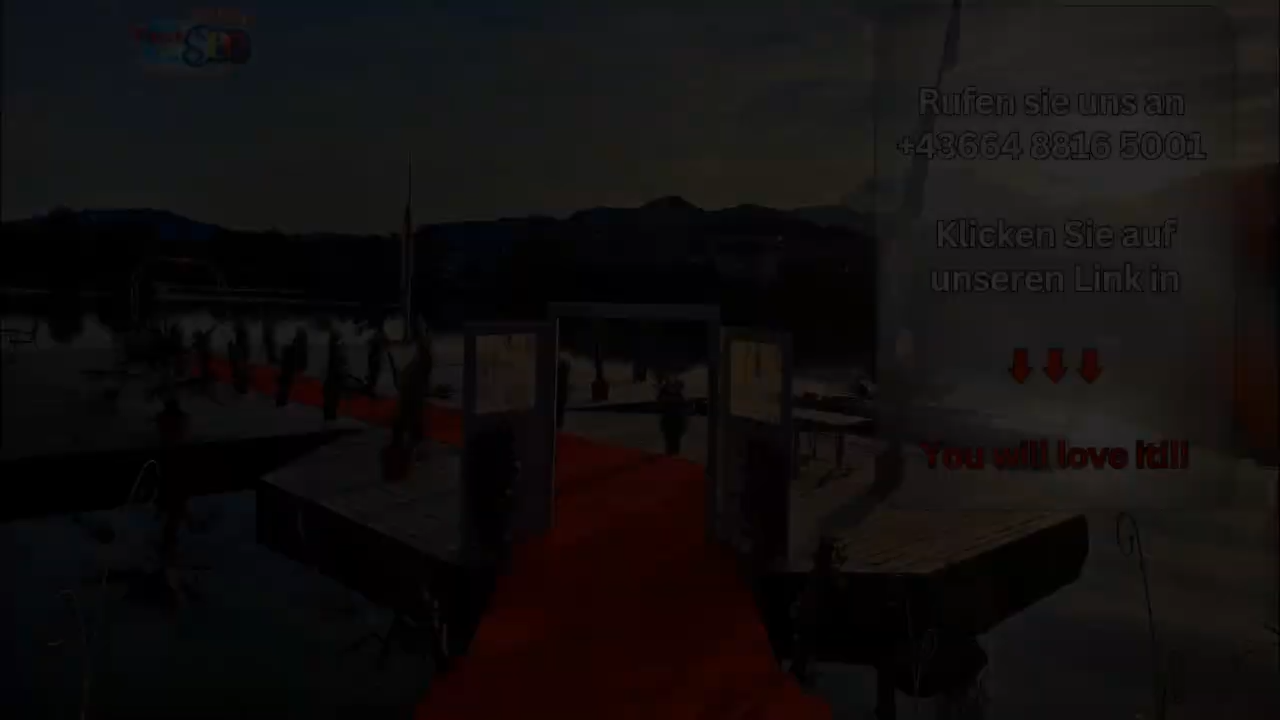 Rufen sie uns an
+43664 8816 5001
Klicken Sie auf
unseren Link in
You will love it!!